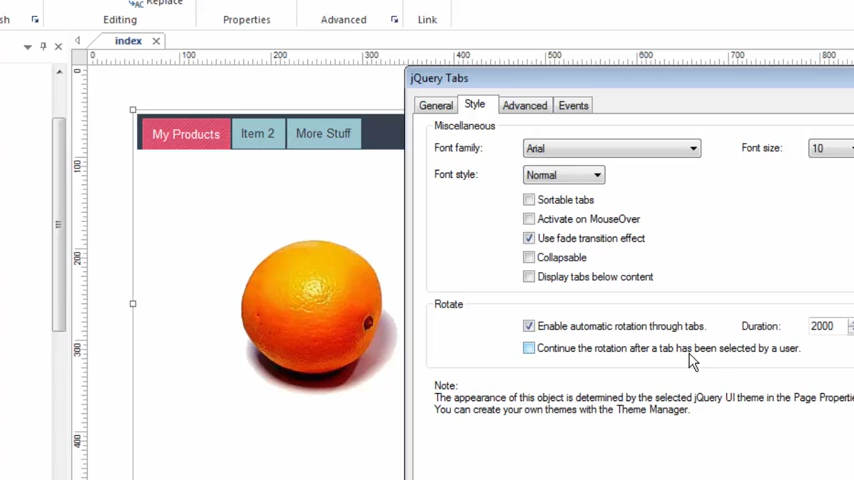 Replace
sh Editing Properties Advanced Link
index
0 100 200 300 400 500 600 700 800
jQuery Tabs
General Style Advanced Events
My Products Item 2 More Stuff
Miscellaneous
Font family: Arial Font size: 10
Font style: Normal
Sortable tabs
Activate on MouseOver
Use fade transition effect
Collapsable
Display tabs below content
Rotate
Enable automatic rotation through tabs. Duration: 2000
Continue the rotation after a tab has been selected by a user.
Note:
The appearance of this object is determined by the selected jQuery UI theme in the Page Properti
You can create your own themes with the Theme Manager.
0
100
200
300
400